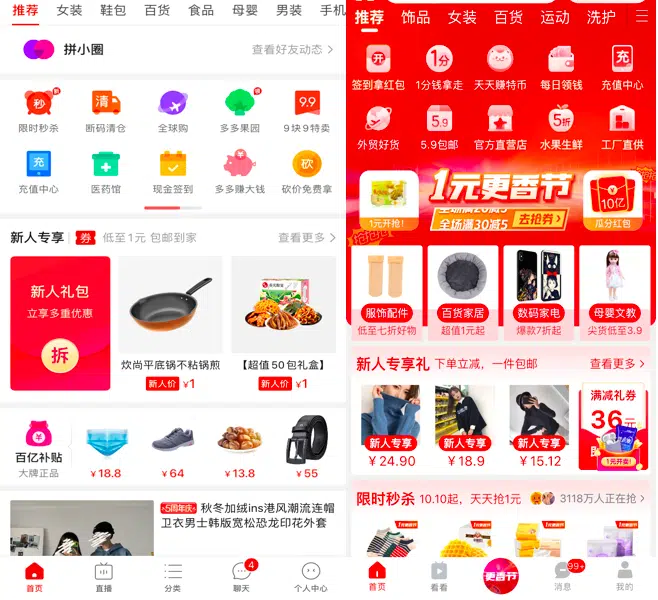 推荐 女装 鞋包 百货 食品 母婴 男装 手机
拼小圈 查看好友动态
秒 清 9.9
限时秒杀 断码清仓 全球购 多多果园 9块9特卖
充 砍
充值中心 医药馆 现金签到 多多赚大钱 砍价免费拿
新人专享 券 低至1元 包邮到家 查看更多
新人礼包
立享多重优惠
拆
炊尚平底锅不粘锅煎
新人价 ¥1
【超值50包礼盒】
新人价 ¥1
百亿补贴
大牌正品
¥18.8 ¥64 ¥13.8 ¥55
5周年庆 秋冬加绒ins港风潮流连帽
卫衣男士韩版宽松恐龙印花外套
4
首页 直播 分类 聊天 个人中心
推荐 饰品 女装 百货 运动 洗护
开 1分 充
签到拿红包 1分钱拿走 天天赚特币 每日领钱 充值中心
5.9 5折
外贸好货 5.9包邮 官方直营店 水果生鲜 工厂直供
1元更香节
全场满30减5 去抢券
1元开抢!
10亿
瓜分红包
服饰配件 百货家居 数码家电 母婴文教
低至七折好物 超值1元起 爆款7折起 尖货低至3.9
新人专享礼 下单立减,一件包邮 查看更多
新人专享 新人专享 新人专享
¥24.90 ¥18.9 ¥15.12
满减礼券
36元
1元开卖!
限时秒杀 10.10起,天天抢1元 3118万人正在抢
更香节
99+
首页 看看 消息 我的